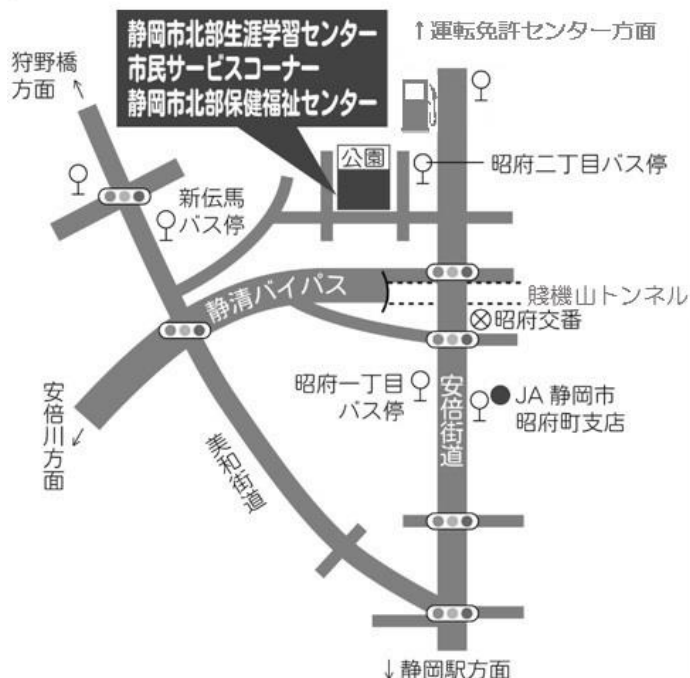 静岡市北部生涯学習センター
市民サービスコーナー
静岡市北部保健福祉センター
↑運転免許センター方面
狩野橋
方面
公園
昭府二丁目バス停
新伝馬
バス停
静清バイパス
賤機山トンネル
昭府交番
昭府一丁目
バス停
安倍街道
JA 静岡市
昭府町支店
安倍川方面
美和街道
↓静岡駅方面